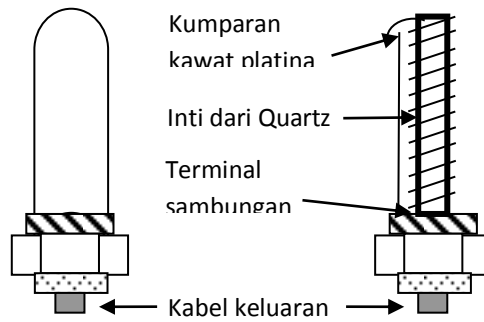 Kumparan
kawat platina
Inti dari Quartz
Terminal
sambungan
Kabel keluaran